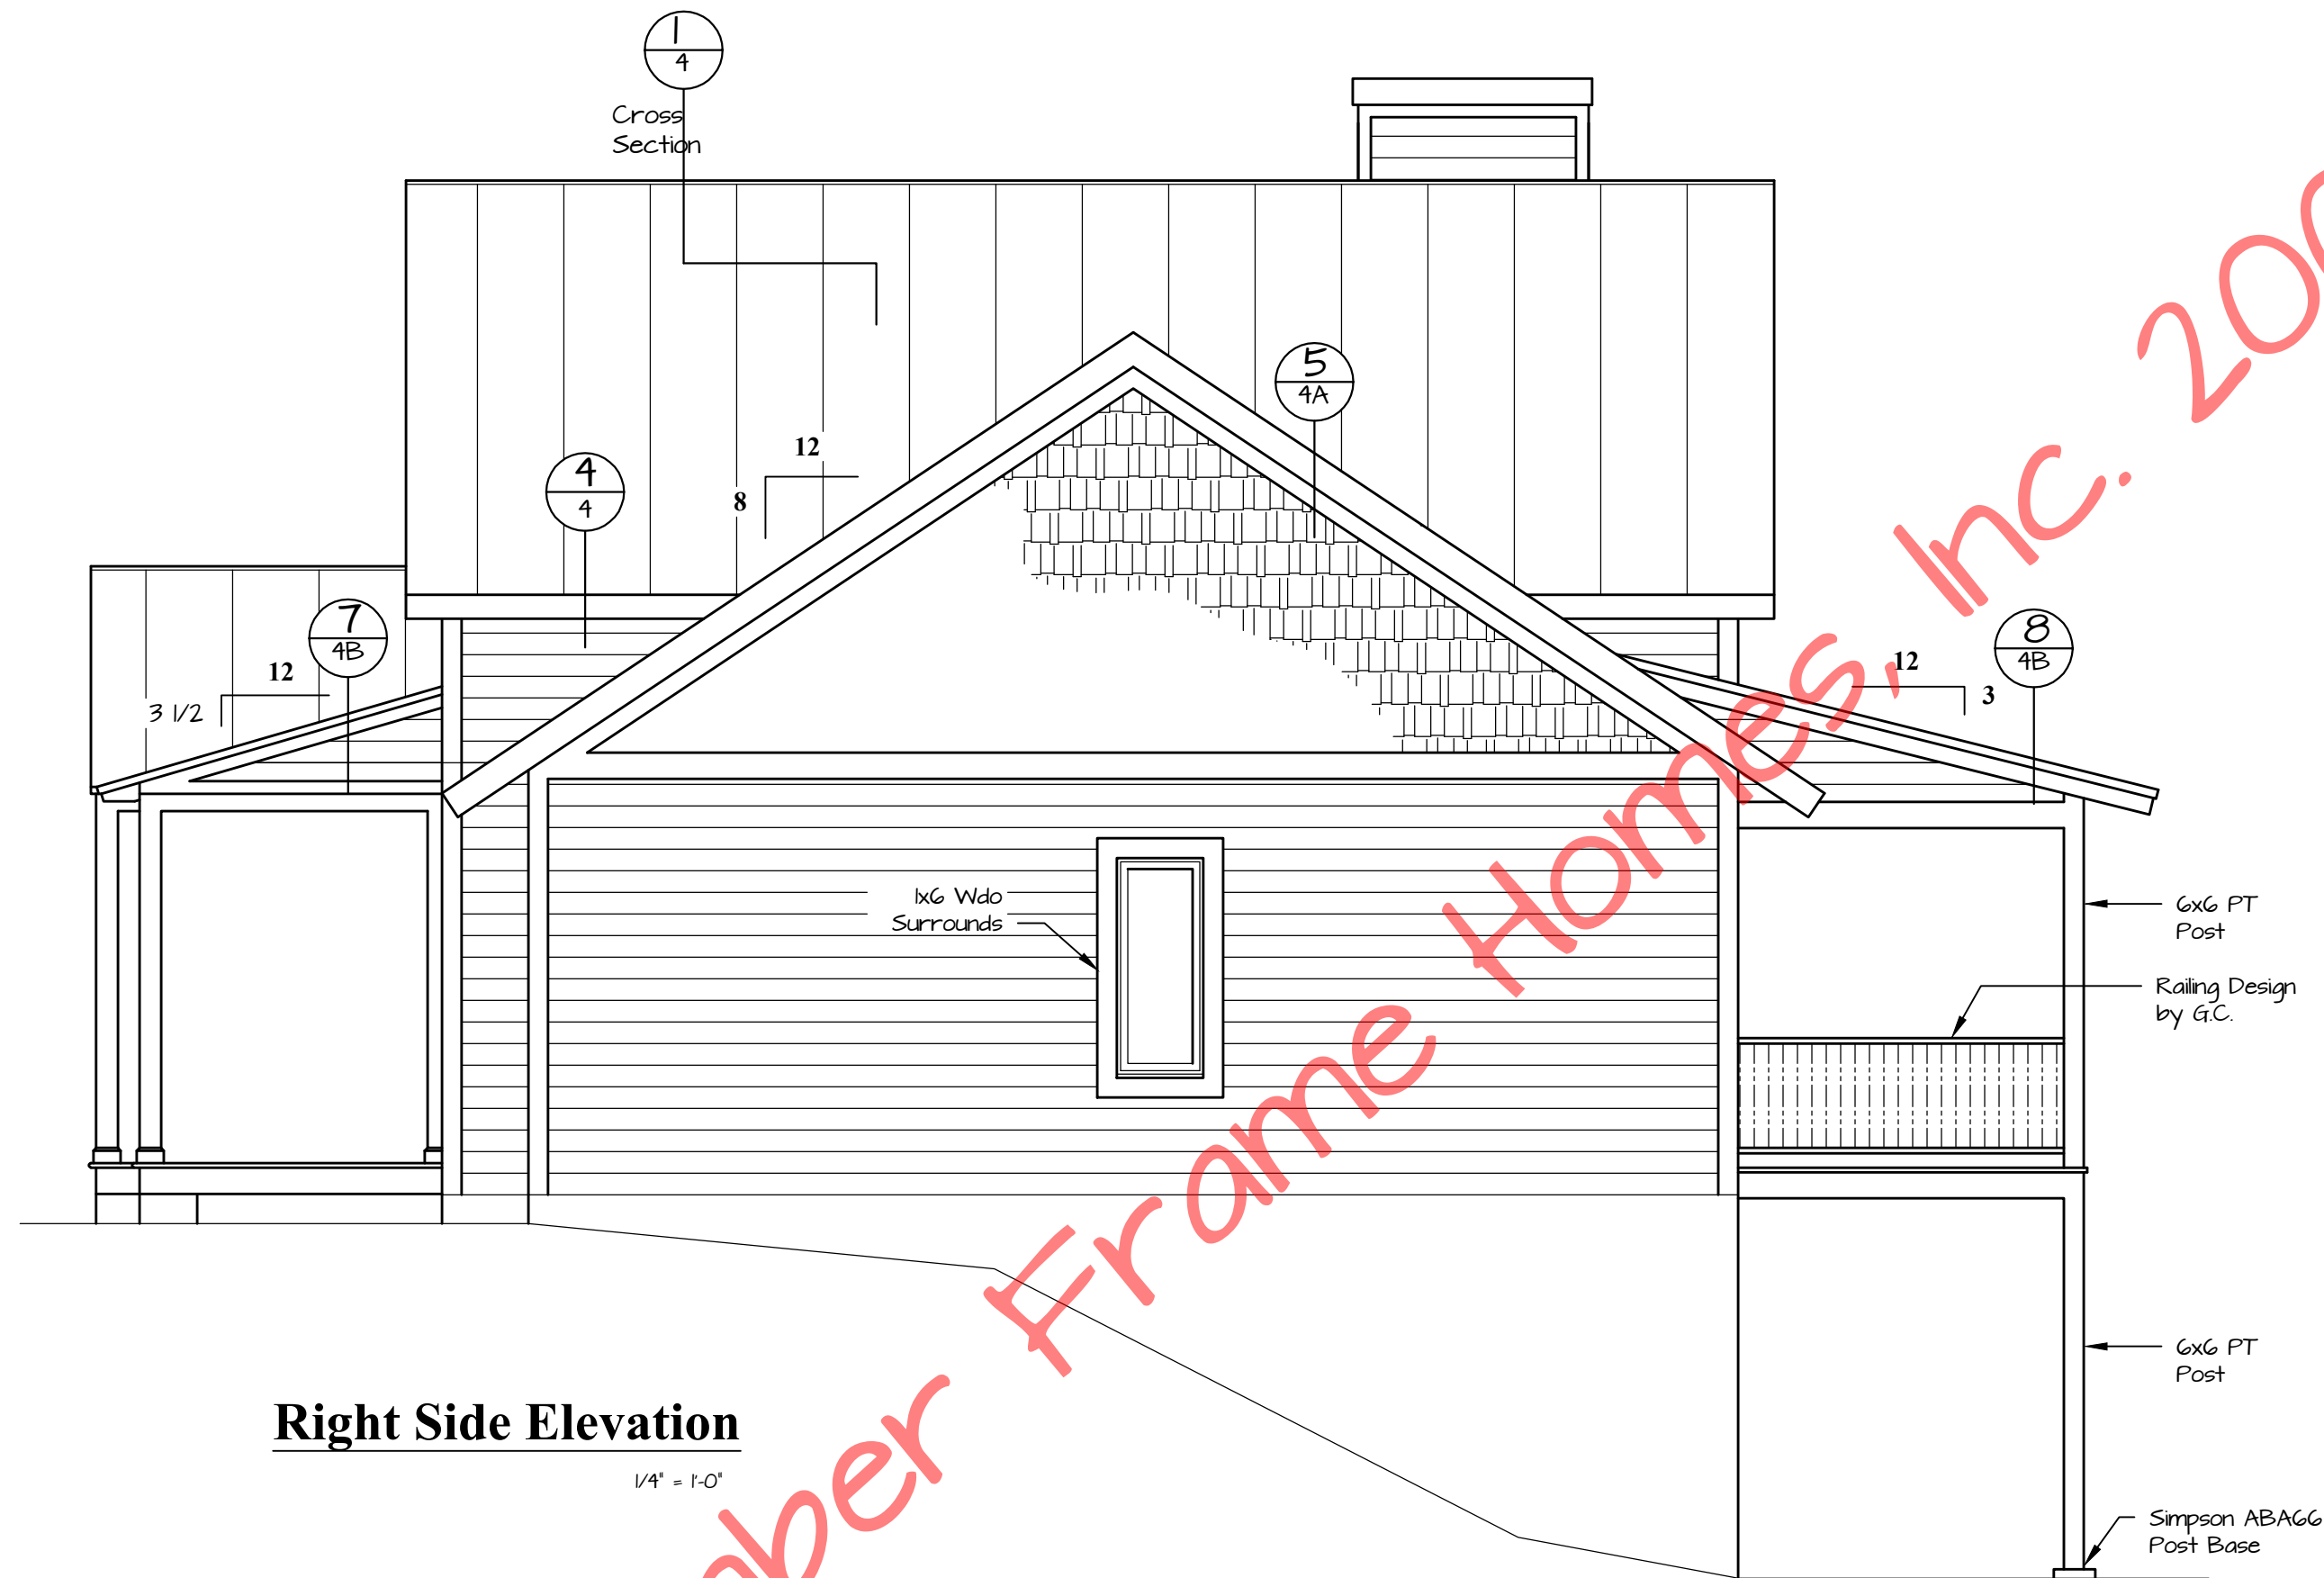 1
4
Cross
Section
5
4A
12
8
4
4
7
4B
12
3 1/2
8
4B
12
3
1x6 Wdo
Surrounds
6x6 PT
Post
Railing Design
by G.C.
6x6 PT
Post
Simpson ABA66
Post Base
Right Side Elevation
1/4" = 1'-0"
Frame Homes, Inc.